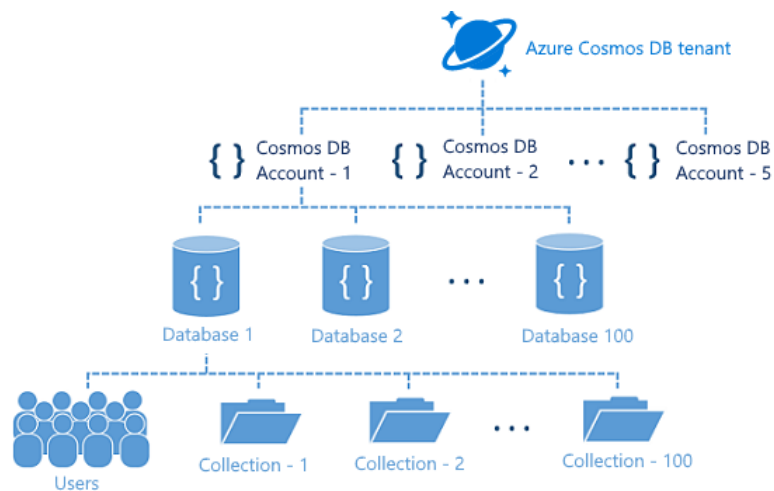 Azure Cosmos DB tenant
{ } Cosmos DB
Account - 1
{ } Cosmos DB
Account - 2
...
{ } Cosmos DB
Account - 5
{ }
{ }
...
{ }
Database 1
Database 2
Database 100
...
Users
Collection - 1
Collection - 2
Collection - 100